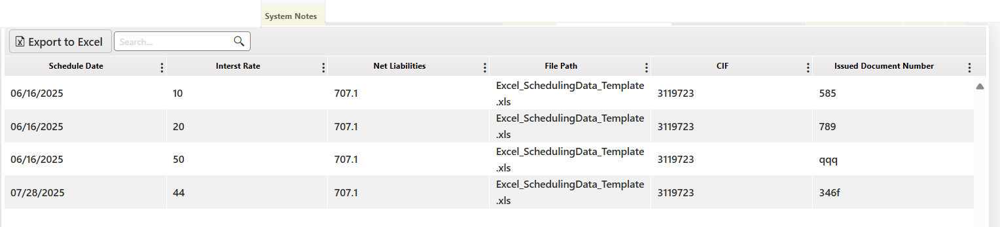 System Notes
Export to Excel Search...
Schedule Date Interst Rate Net Liabilities File Path CIF Issued Document Number
06/16/2025 10 707.1 Excel_SchedulingData_Template 3119723 585
.xls
06/16/2025 20 707.1 Excel_SchedulingData_Template 3119723 789
.xls
06/16/2025 50 707.1 Excel_SchedulingData_Template 3119723 qqq
.xls
07/28/2025 44 707.1 Excel_SchedulingData_Template 3119723 346f
.xls